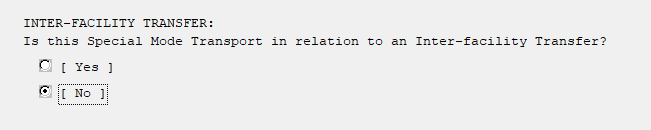 INTER-FACILITY TRANSFER:
Is this Special Mode Transport in relation to an Inter-facility Transfer?
[ Yes ]
[ No ]